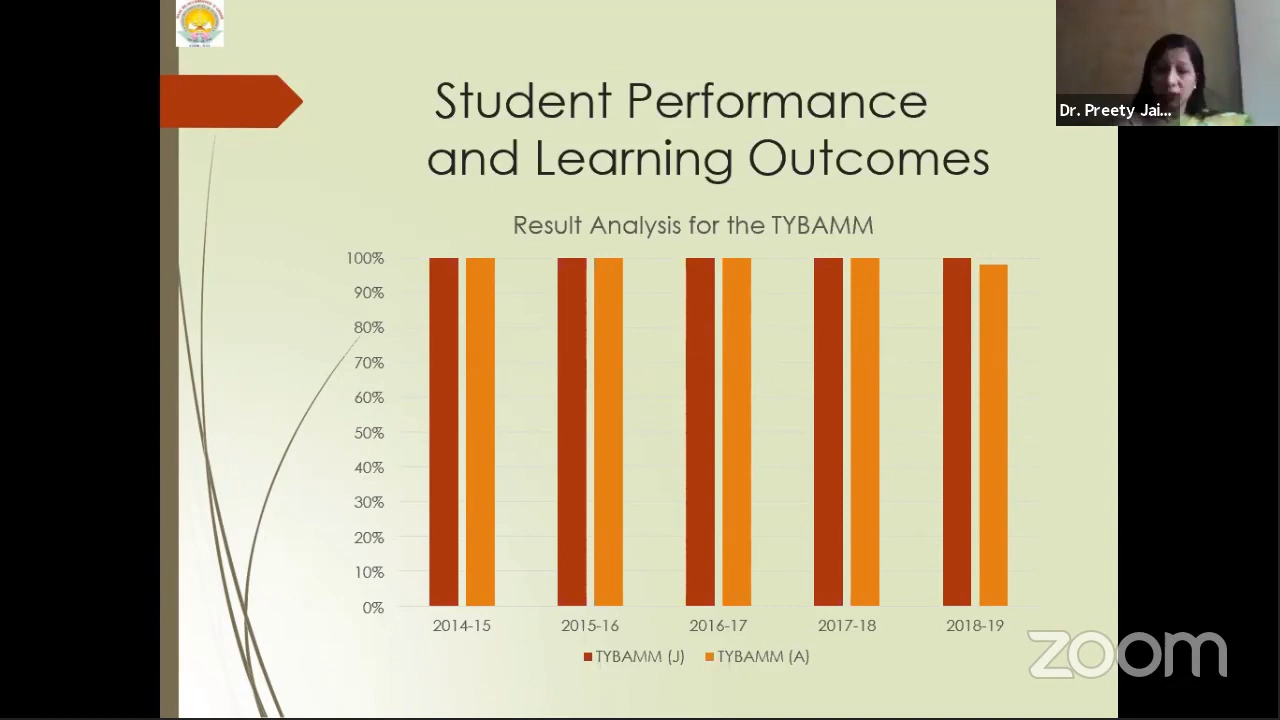 Student Performance
and Learning Outcomes
Dr. Preety Jai...
Result Analysis for the TYBAMM
100%
90%
80%
70%
60%
50%
40%
30%
20%
10%
0%
2014-15 2015-16 2016-17 2017-18 2018-19
TYBAMM (J) TYBAMM (A)
zoom